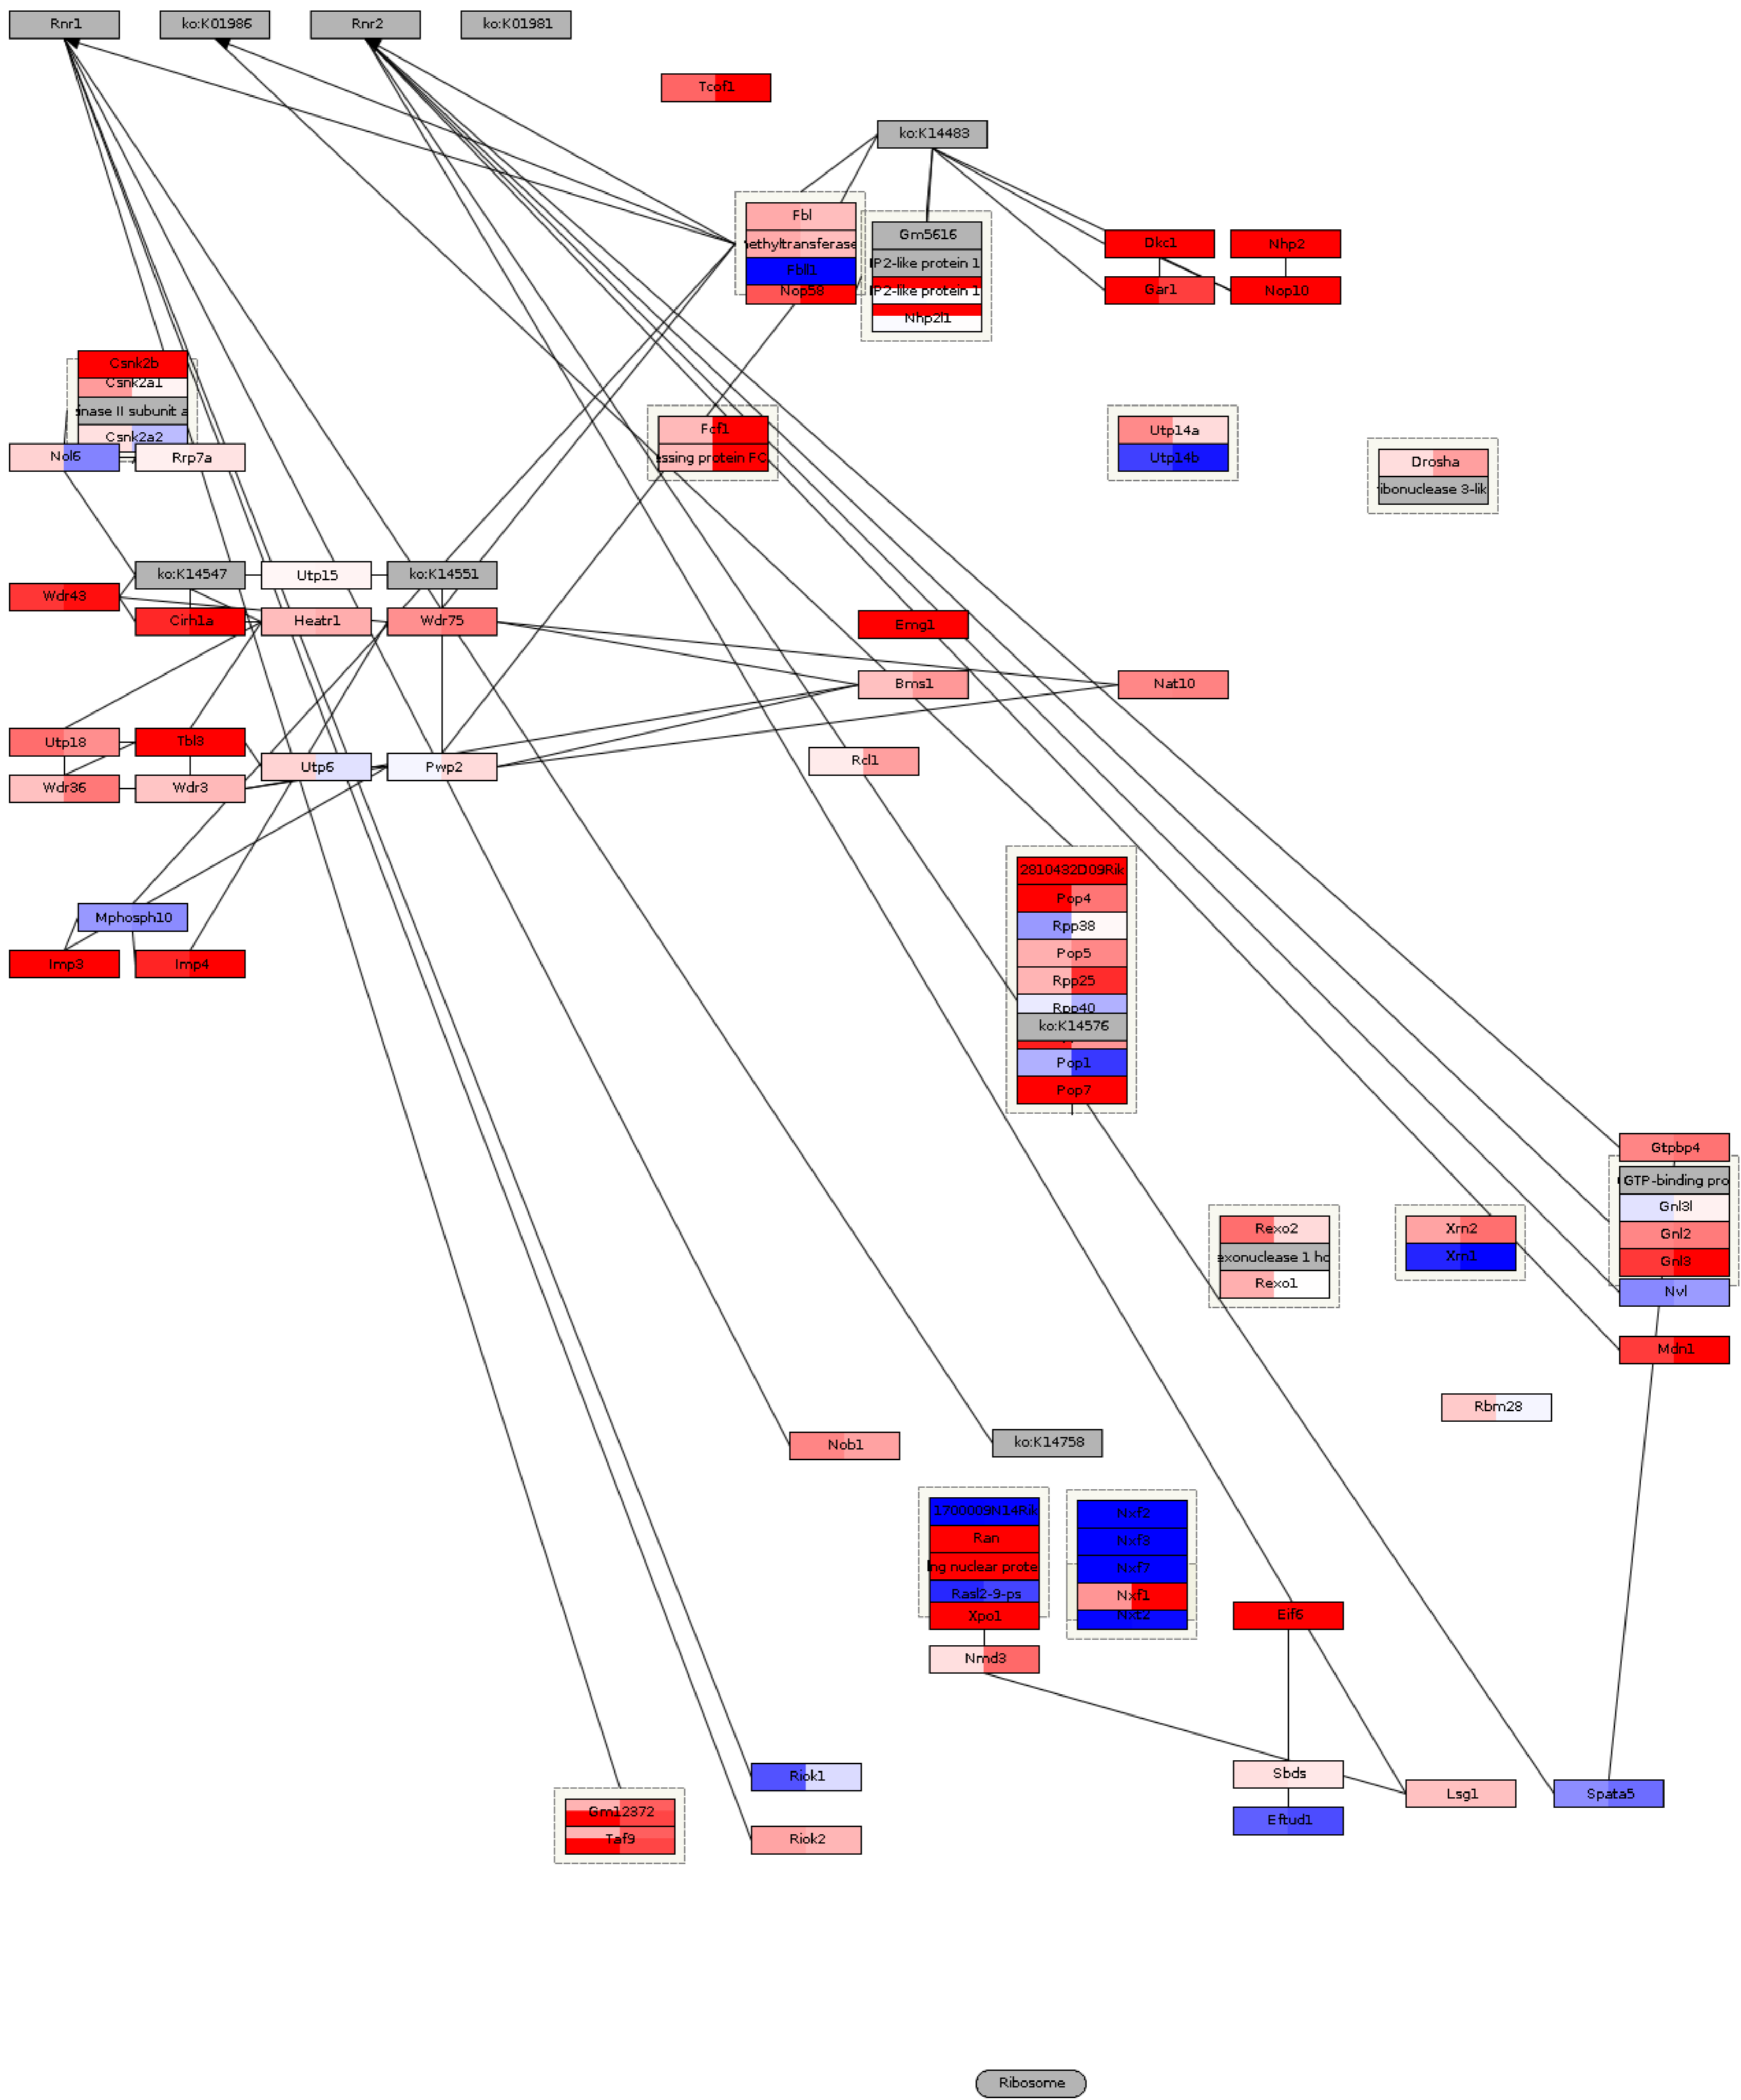 Rnr1
ko:K01986
Rnr2
ko:K01981
Tcof1
ko:K14483
Fbl
ethyltransferase
Fbll1
Nop58
Gm5616
IP2-like protein 1
IP2-like protein 1
Nhp2l1
Dkc1
Nhp2
Gar1
Nop10
Csnk2b
Csnk2a1
inase II subunit a
Csnk2a2
Nol6
Rrp7a
Fcf1
essing protein FC
Utp14a
Utp14b
Drosha
ibonuclease 3-lik
ko:K14547
Utp15
ko:K14551
Wdr43
Cirh1a
Heatr1
Wdr75
Emg1
Bms1
Nat10
Utp18
Tbl3
Utp6
Pwp2
Rcl1
Wdr36
Wdr3
2810432D09Rik
Pop4
Rpp38
Pop5
Rpp25
Rpp40
ko:K14576
Pop1
Pop7
Mphosph10
Imp3
Imp4
Gtpbp4
GTP-binding pro
Gnl3l
Gnl2
Gnl3
Nvl
Mdn1
Rexo2
exonuclease 1 ho
Rexo1
Xrn2
Xrn1
Rbm28
Nob1
ko:K14758
1700009N14Rik
Ran
ng nuclear prote
Rasl2-9-ps
Xpo1
Nmd3
Nxf2
Nxf3
Nxf7
Nxf1
Nxt2
Eif6
Riok1
Sbds
Lsg1
Spata5
Eftud1
Gm12372
Taf9
Riok2
Ribosome